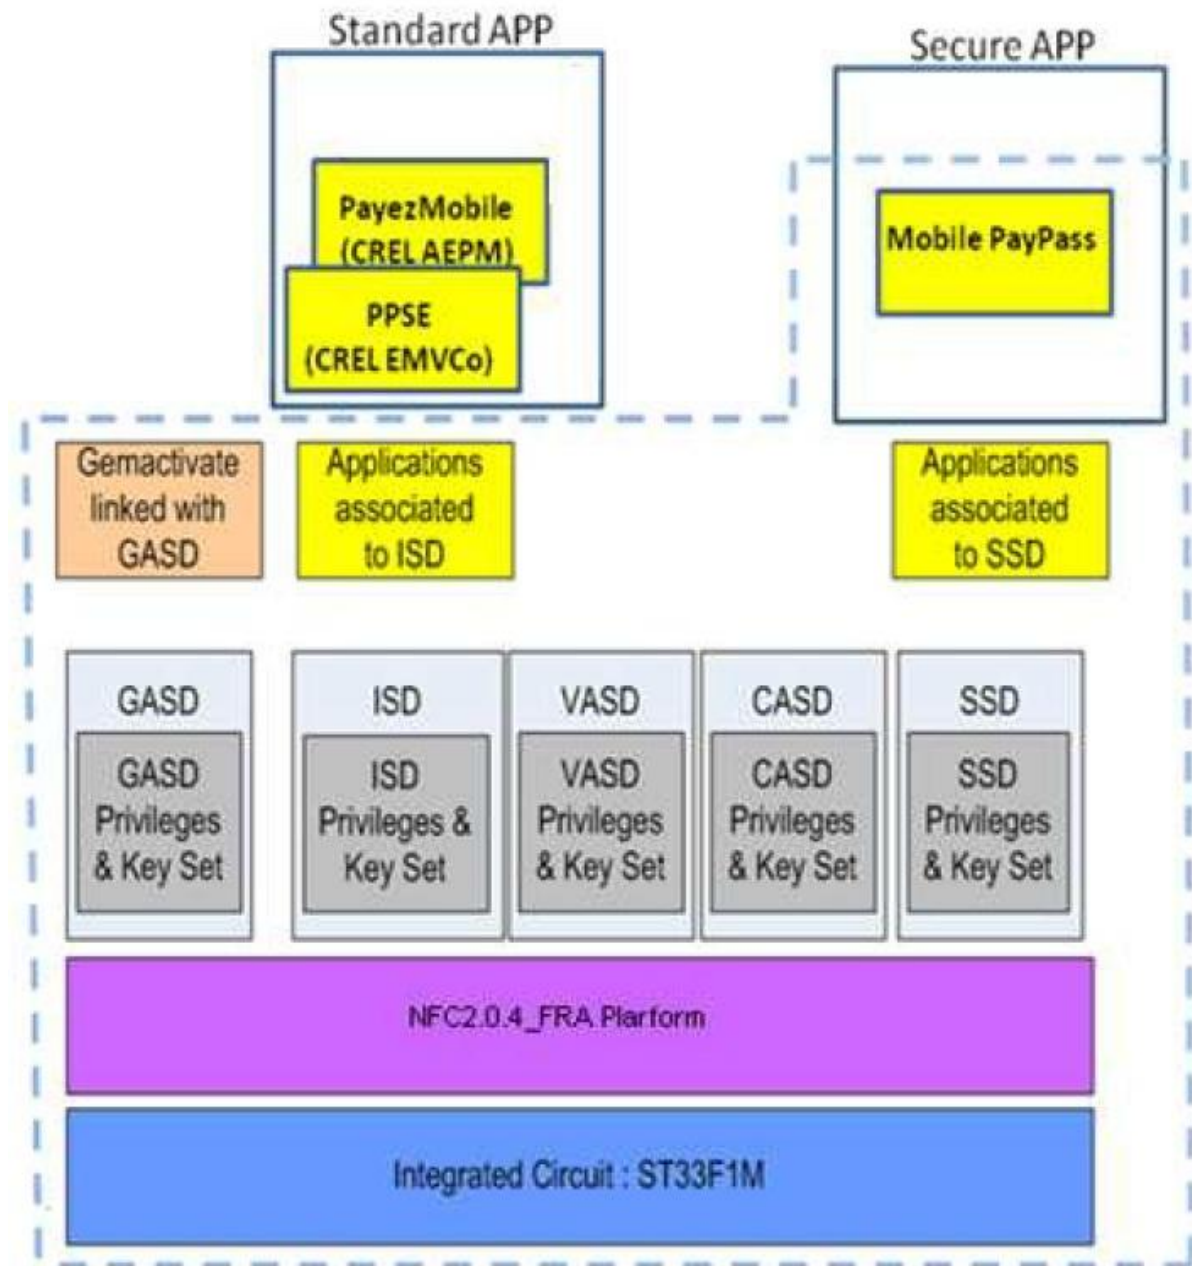 Standard APP
Secure APP
PayezMobile
(CREL AEPM)
PPSE
(CREL EMVCo)
Mobile PayPass
Gemactivate
linked with
GASD
Applications
associated
to ISD
Applications
associated
to SSD
GASD
GASD
Privileges
& Key Set
ISD
ISD
Privileges &
Key Set
VASD
VASD
Privileges
& Key Set
CASD
CASD
Privileges
& Key Set
SSD
SSD
Privileges
& Key Set
NFC2.0.4_FRA Plarform
Integrated Circuit : ST33F1M